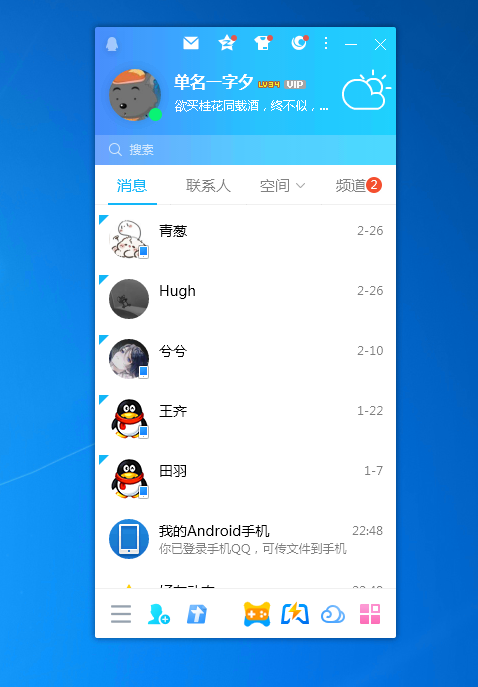 单名一字夕 LV34 VIP
欲买桂花同载酒，终不似，...
搜索
消息 联系人 空间 频道 2
青葱 2-26
Hugh 2-26
兮兮 2-10
王齐 1-22
田羽 1-7
我的Android手机 22:48
你已登录手机QQ，可传文件到手机